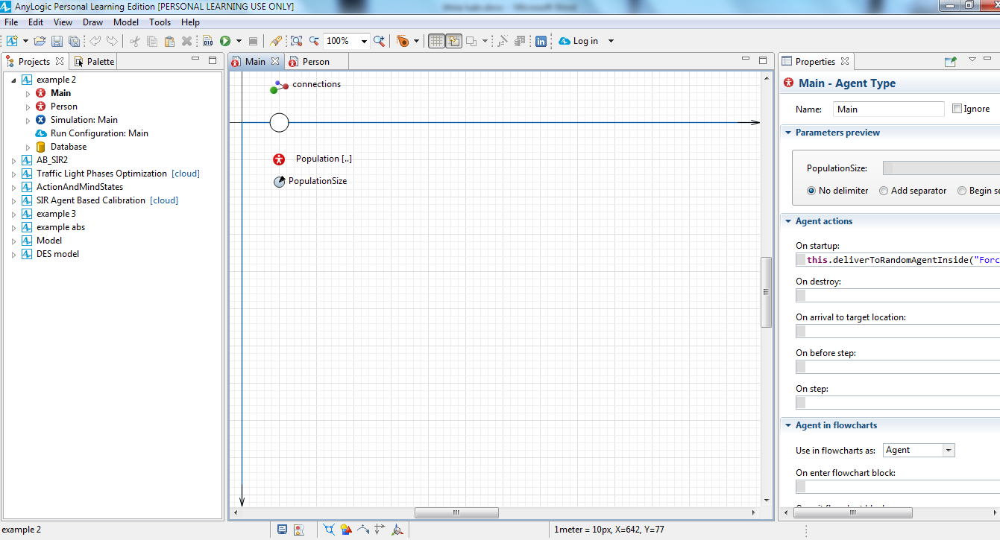 AnyLogic Personal Learning Edition [PERSONAL LEARNING USE ONLY]
File Edit View Draw Model Tools Help
100% Log in
Projects Palette
example 2
Main
Person
Simulation: Main
Run Configuration: Main
Database
AB_SIR2
Traffic Light Phases Optimization [cloud]
ActionAndMindStates
SIR Agent Based Calibration [cloud]
example 3
example abs
Model
DES model
Main Person
connections
Population [..]
PopulationSize
Properties
Main - Agent Type
Name: Main Ignore
Parameters preview
PopulationSize:
No delimiter Add separator Begin se
Agent actions
On startup:
this.deliverToRandomAgentInside("Forc
On destroy:
On arrival to target location:
On before step:
On step:
Agent in flowcharts
Use in flowcharts as: Agent
On enter flowchart block:
example 2
1meter = 10px, X=642, Y=77